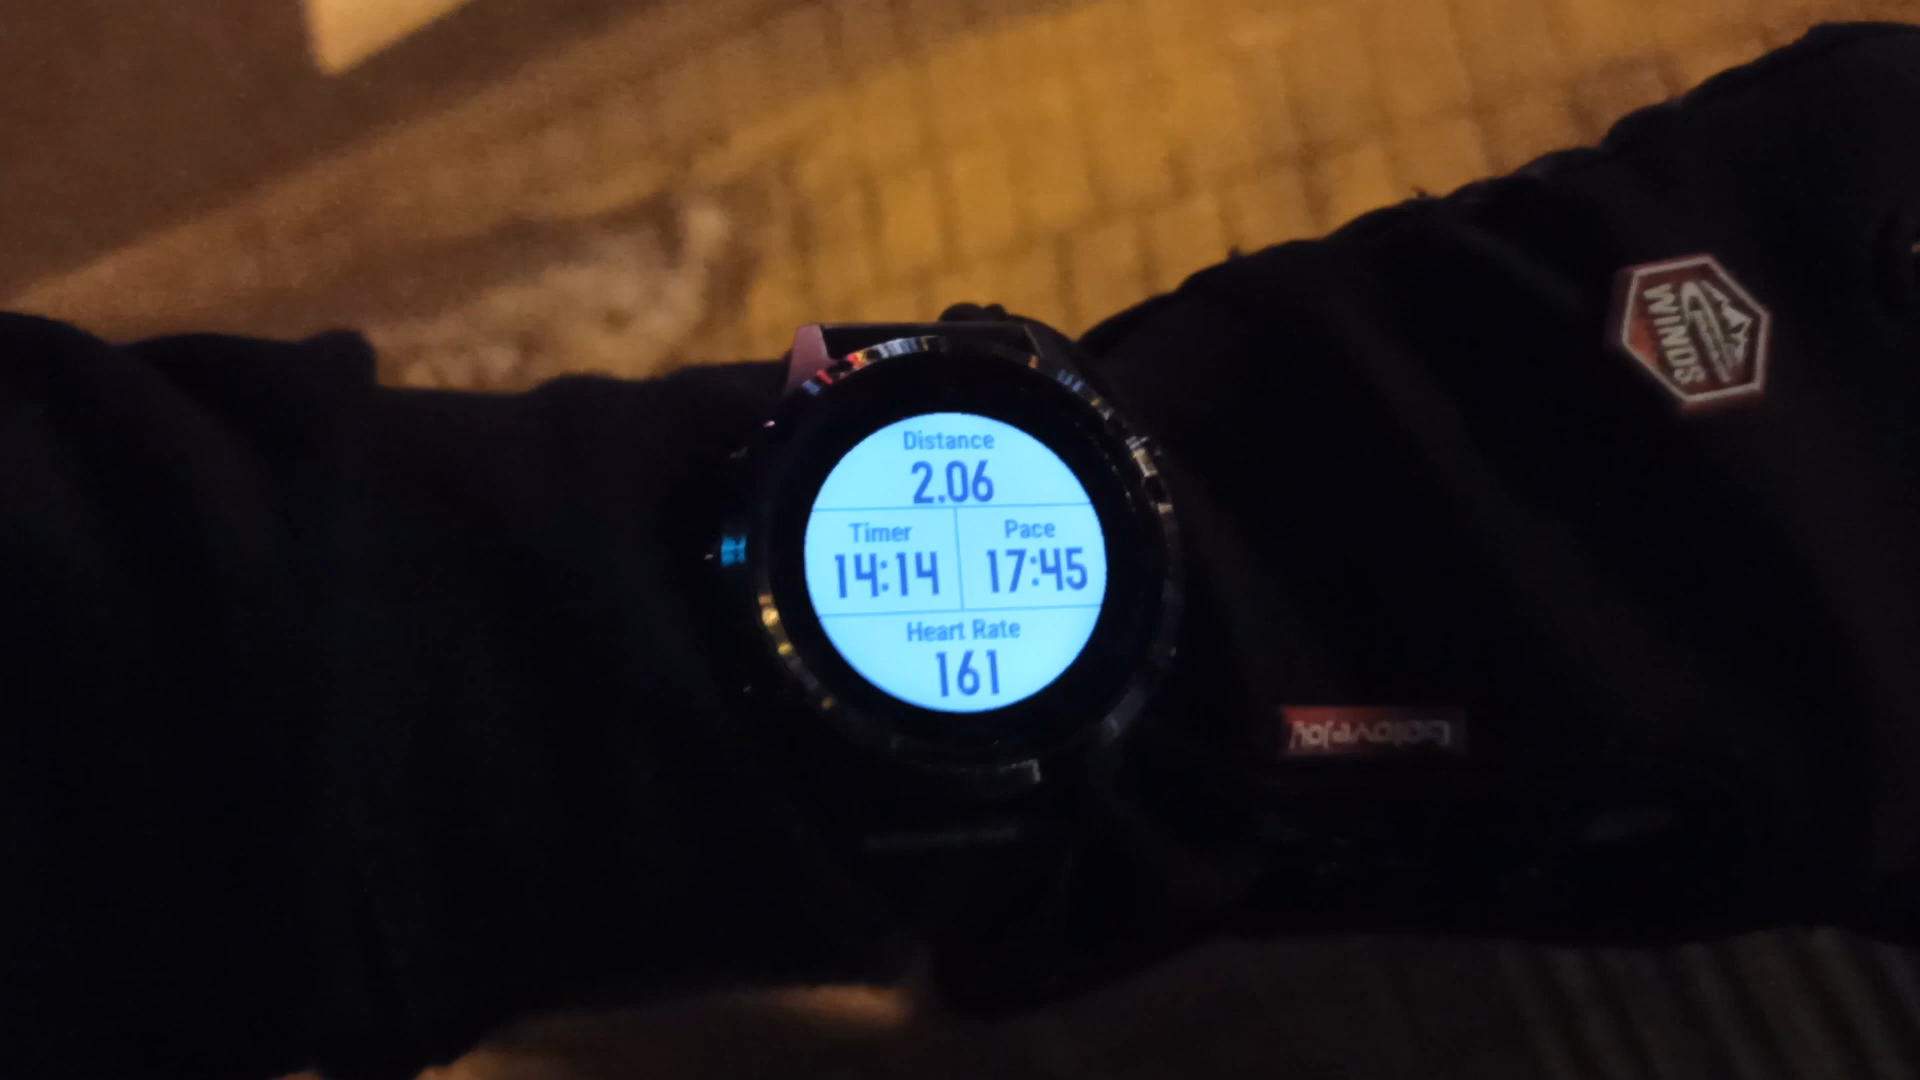 Distance
2.06
Timer
Pace
14:14
17:45
Heart Rate
161
WINDS